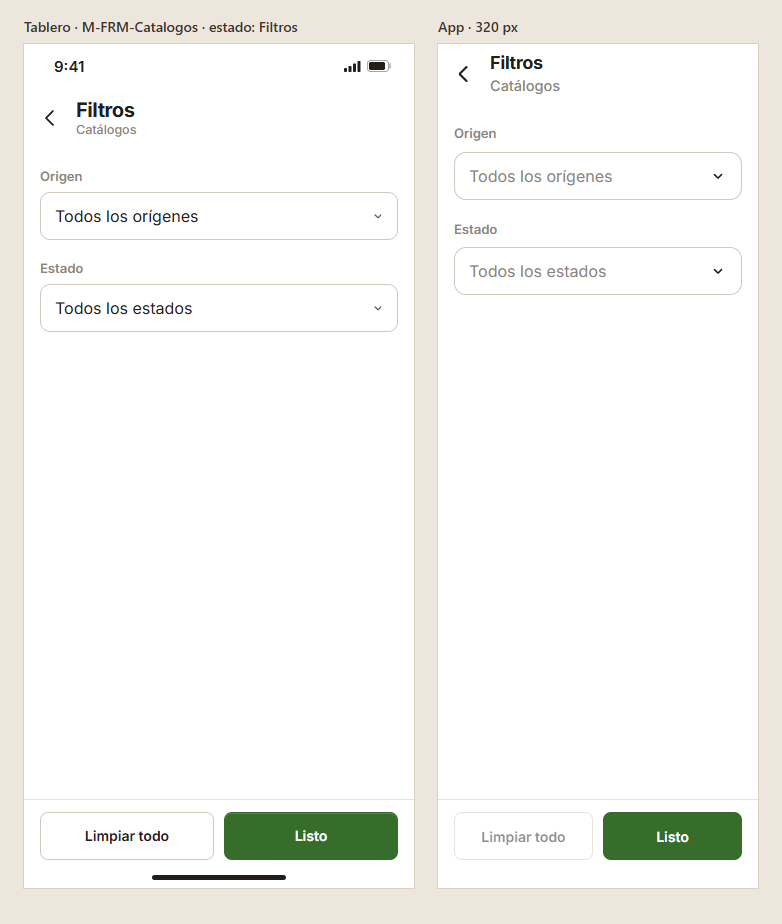 Tablero · M-FRM-Catalogos · estado: Filtros
9:41
Filtros
Catálogos
Origen
Todos los orígenes
Estado
Todos los estados
Limpiar todo
Listo
App · 320 px
Filtros
Catálogos
Origen
Todos los orígenes
Estado
Todos los estados
Limpiar todo
Listo